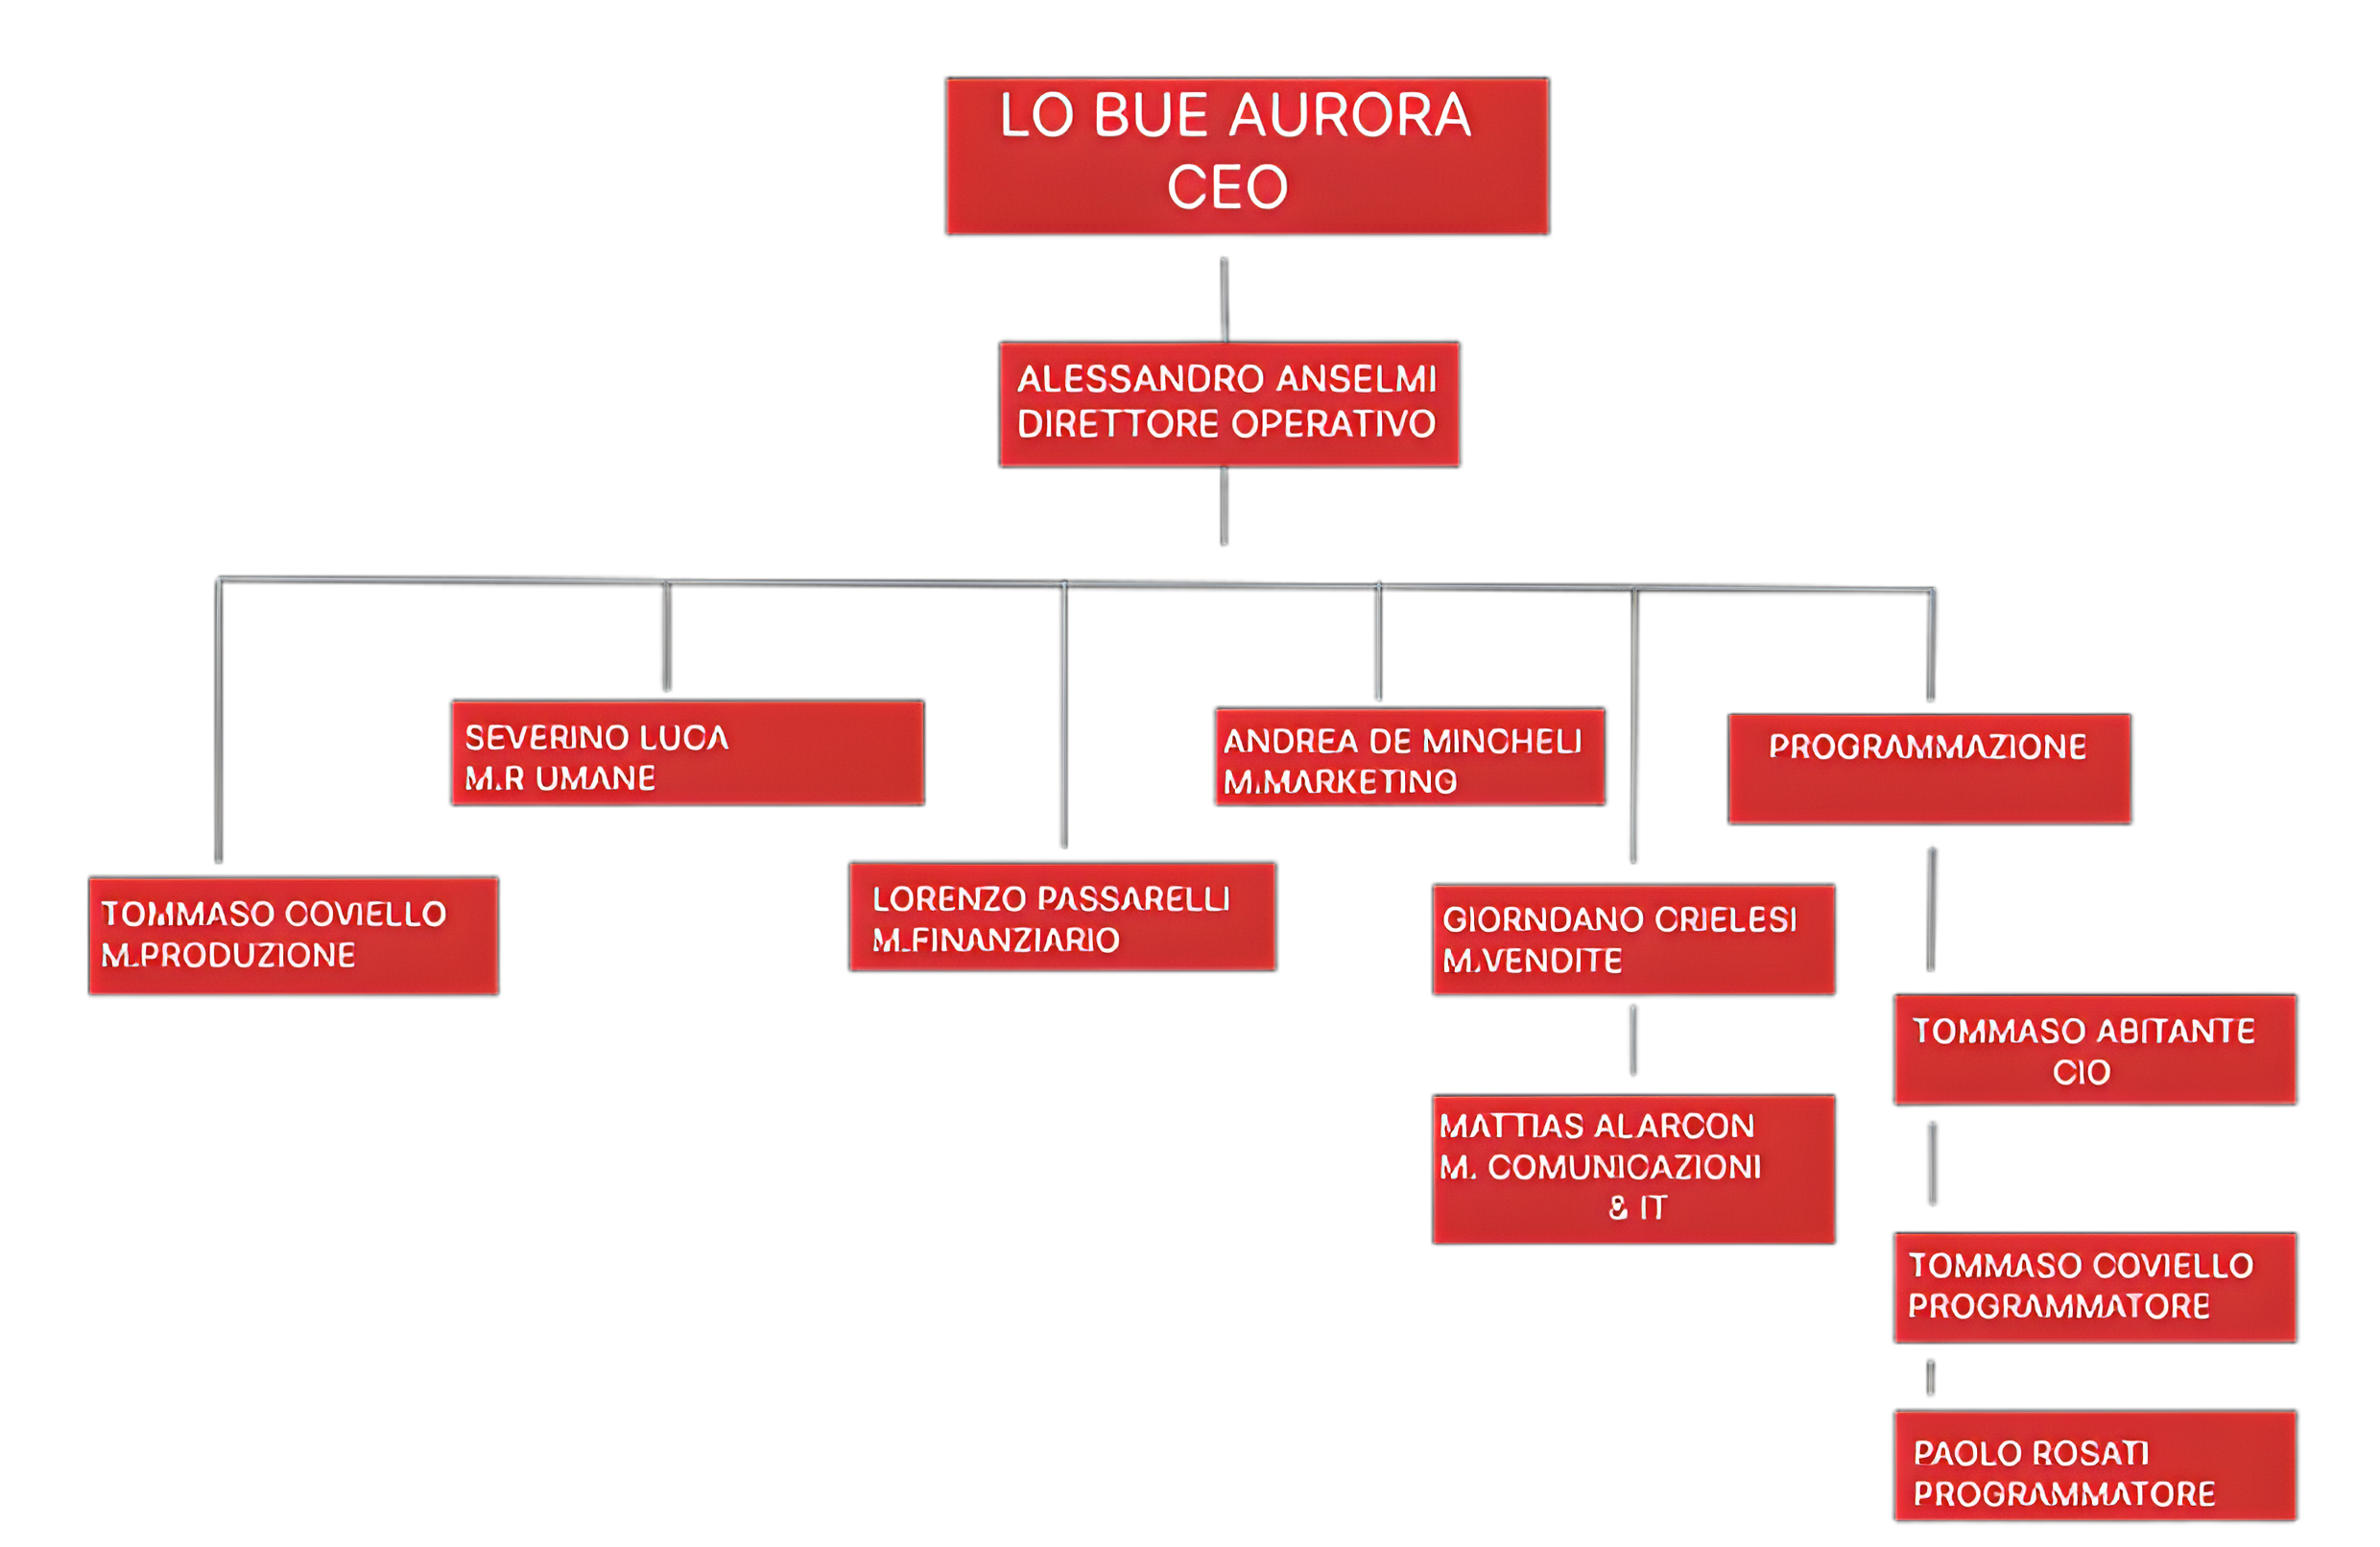 LO BUE AURORA
CEO
ALESSANDRO ANSELMI
DIRETTORE OPERATIVO
SEVERINO LUCA
M.R UMANE
ANDREA DE MINCHELI
M.MARKETING
PROGRAMMAZIONE
TOMMASO COVIELLO
M.PRODUZIONE
LORENZO PASSARELLI
M.FINANZIARIO
GIORNDANO ORIELESI
M.VENDITE
TOMMASO ABITANTE
CIO
MATTIAS ALARCON
M. COMUNICAZIONI
& IT
TOMMASO COVIELLO
PROGRAMMATORE
PAOLO ROSATI
PROGRAMMATORE